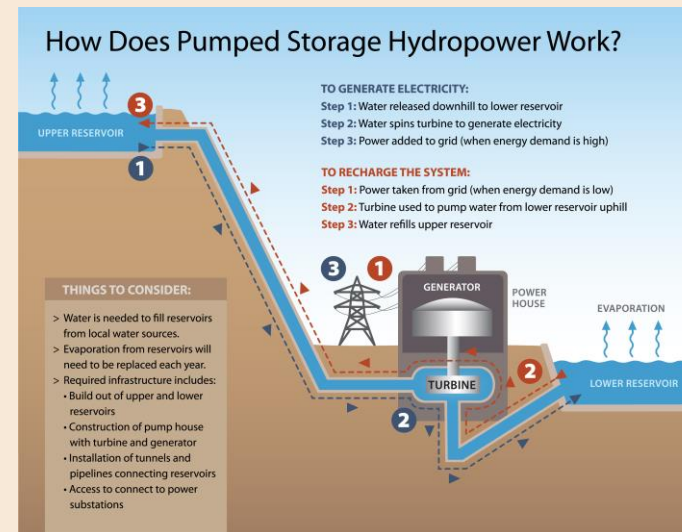 How Does Pumped Storage Hydropower Work?
TO GENERATE ELECTRICITY:
Step 1: Water released downhill to lower reservoir
Step 2: Water spins turbine to generate electricity
Step 3: Power added to grid (when energy demand is high)
TO RECHARGE THE SYSTEM:
Step 1: Power taken from grid (when energy demand is low)
Step 2: Turbine used to pump water from lower reservoir uphill
Step 3: Water refills upper reservoir
3
UPPER RESERVOIR
1
3
1
GENERATOR
POWER
HOUSE
EVAPORATION
TURBINE
2
LOWER RESERVOIR
2
THINGS TO CONSIDER:
> Water is needed to fill reservoirs
from local water sources.
> Evaporation from reservoirs will
need to be replaced each year.
> Required infrastructure includes:
• Build out of upper and lower
reservoirs
• Construction of pump house
with turbine and generator
• Installation of tunnels and
pipelines connecting reservoirs
• Access to connect to power
substations